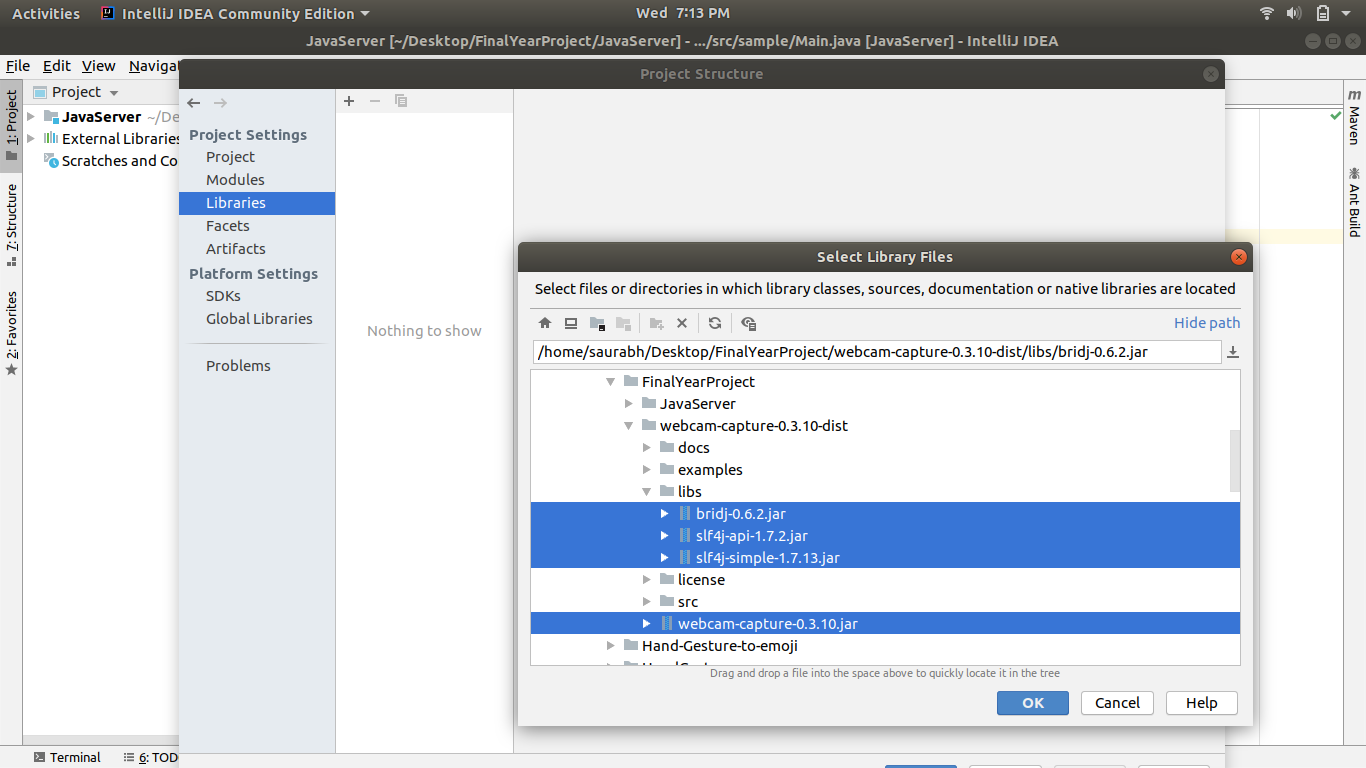 Activities IntelliJ IDEA Community Edition Wed 7:13 PM
JavaServer [~/Desktop/FinalYearProject/JavaServer] - .../src/sample/Main.java [JavaServer] - IntelliJ IDEA
File Edit View Navigat
Project Structure
Project
1: Project
JavaServer ~/De
External Libraries
Scratches and Co
7: Structure
2: Favorites
Project Settings
Project
Modules
Libraries
Facets
Artifacts
Platform Settings
SDKs
Global Libraries
Problems
Nothing to show
Select Library Files
Select files or directories in which library classes, sources, documentation or native libraries are located
Hide path
/home/saurabh/Desktop/FinalYearProject/webcam-capture-0.3.10-dist/libs/bridj-0.6.2.jar
FinalYearProject
JavaServer
webcam-capture-0.3.10-dist
docs
examples
libs
bridj-0.6.2.jar
slf4j-api-1.7.2.jar
slf4j-simple-1.7.13.jar
license
src
webcam-capture-0.3.10.jar
Hand-Gesture-to-emoji
Drag and drop a file into the space above to quickly locate it in the tree
OK Cancel Help
m
Maven
Ant Build
Terminal 6: TOD